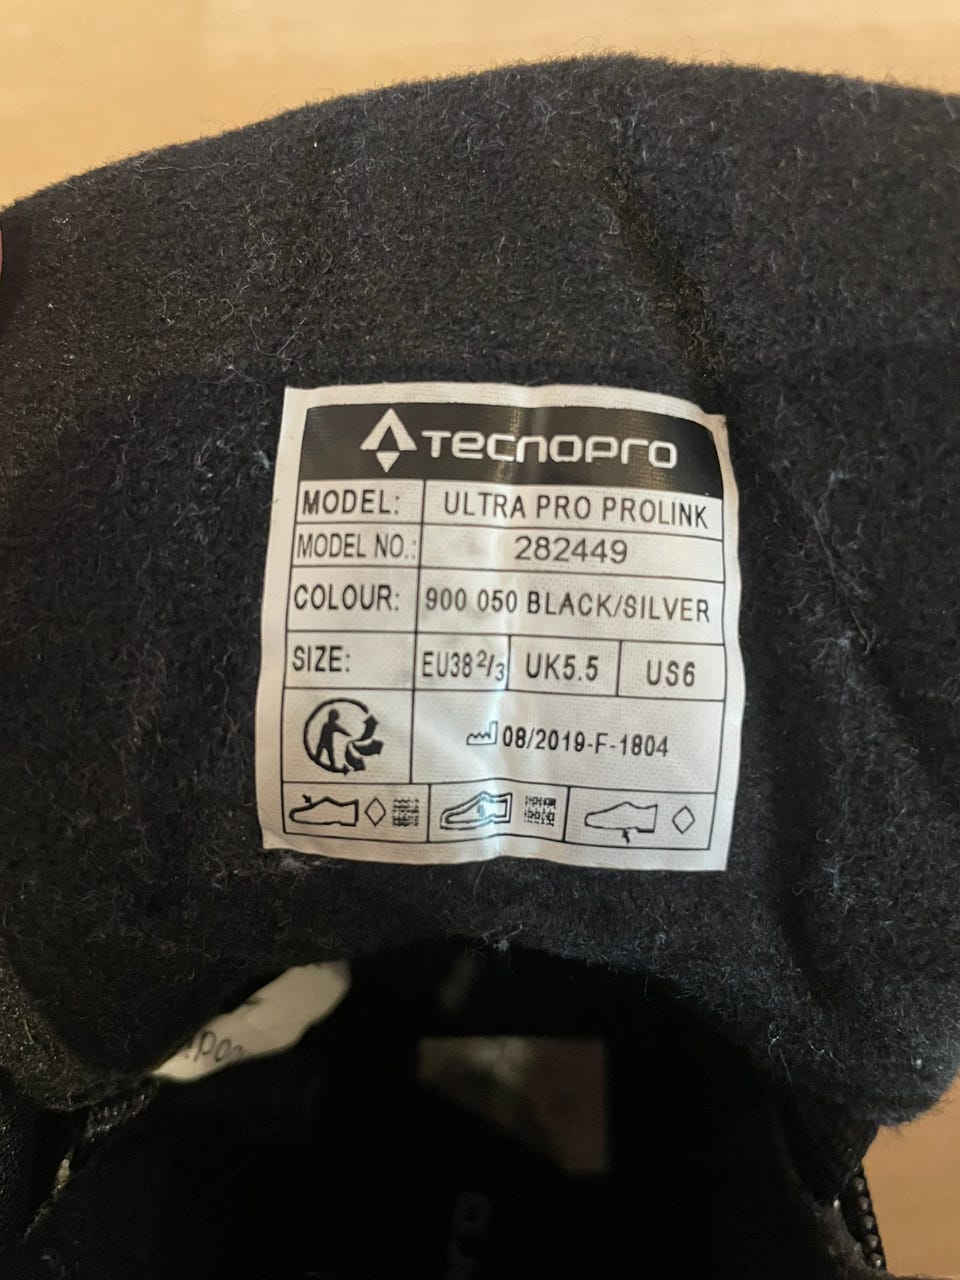 TECNOPRO
MODEL: ULTRA PRO PROLINK
MODEL NO.: 282449
COLOUR: 900 050 BLACK/SILVER
SIZE: EU38 2/3 UK5.5 US6
08/2019-F-1804